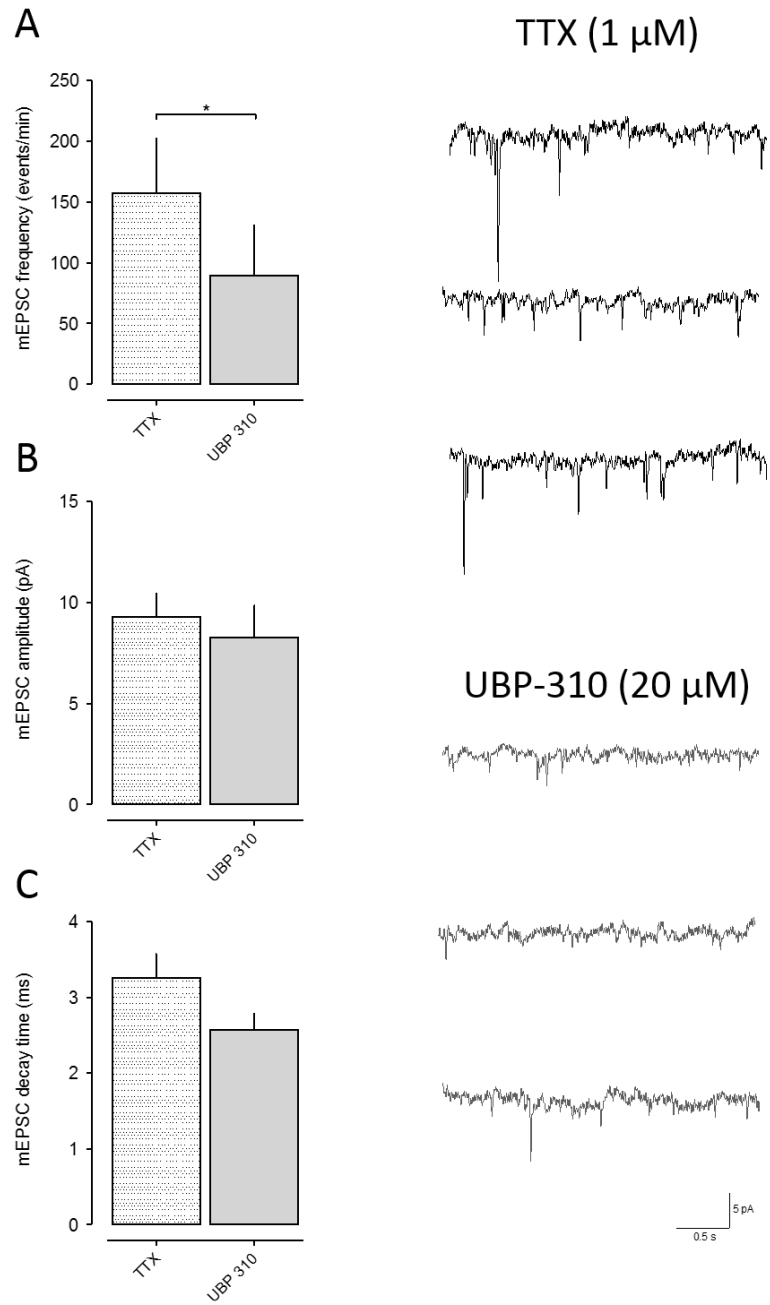 A
TTX (1 µM)
mEPSC frequency (events/min)
250
200
150
100
50
0
*
TTX
UBP 310
B
mEPSC amplitude (pA)
15
10
5
0
TTX
UBP 310
UBP-310 (20 µM)
C
mEPSC decay time (ms)
4
3
2
1
0
TTX
UBP 310
5 pA
0.5 s